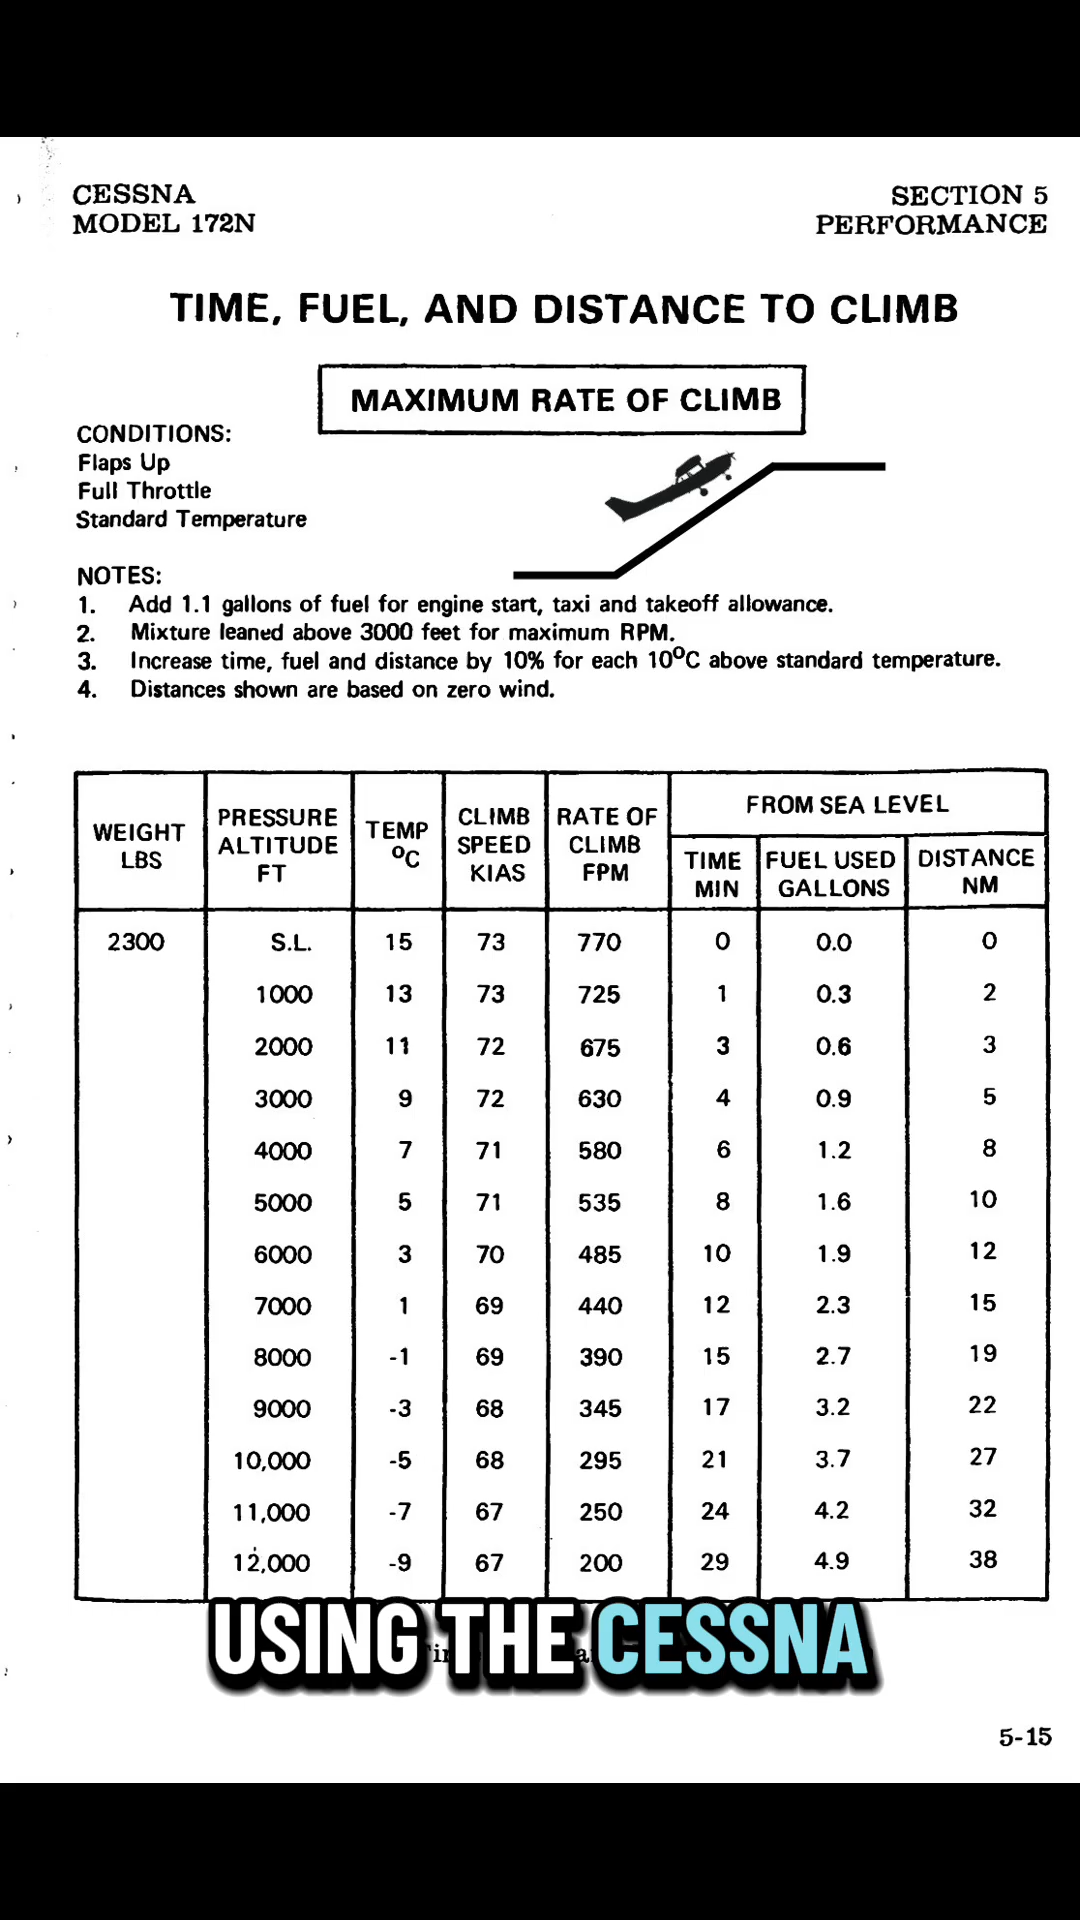 CESSNA
MODEL 172N
SECTION 5
PERFORMANCE
TIME, FUEL, AND DISTANCE TO CLIMB
MAXIMUM RATE OF CLIMB
CONDITIONS:
Flaps Up
Full Throttle
Standard Temperature
NOTES:
1. Add 1.1 gallons of fuel for engine start, taxi and takeoff allowance.
2. Mixture leaned above 3000 feet for maximum RPM.
3. Increase time, fuel and distance by 10% for each 10°C above standard temperature.
4. Distances shown are based on zero wind.
WEIGHT LBS
PRESSURE ALTITUDE FT
TEMP °C
CLIMB SPEED KIAS
RATE OF CLIMB FPM
FROM SEA LEVEL
TIME MIN
FUEL USED GALLONS
DISTANCE NM
2300 S.L. 15 73 770 0 0.0 0
1000 13 73 725 1 0.3 2
2000 11 72 675 3 0.6 3
3000 9 72 630 4 0.9 5
4000 7 71 580 6 1.2 8
5000 5 71 535 8 1.6 10
6000 3 70 485 10 1.9 12
7000 1 69 440 12 2.3 15
8000 -1 69 390 15 2.7 19
9000 -3 68 345 17 3.2 22
10,000 -5 68 295 21 3.7 27
11,000 -7 67 250 24 4.2 32
12,000 -9 67 200 29 4.9 38
USING THE CESSNA
5-15